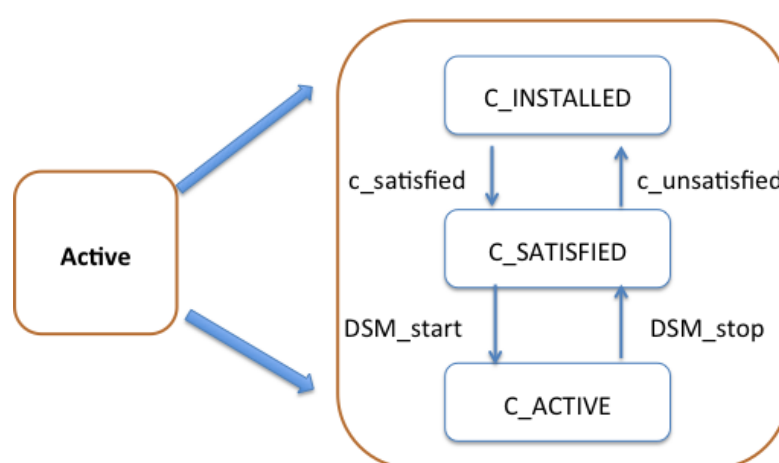 C_INSTALLED
c_satisfied
c_unsatisfied
Active
C_SATISFIED
DSM_start
DSM_stop
C_ACTIVE